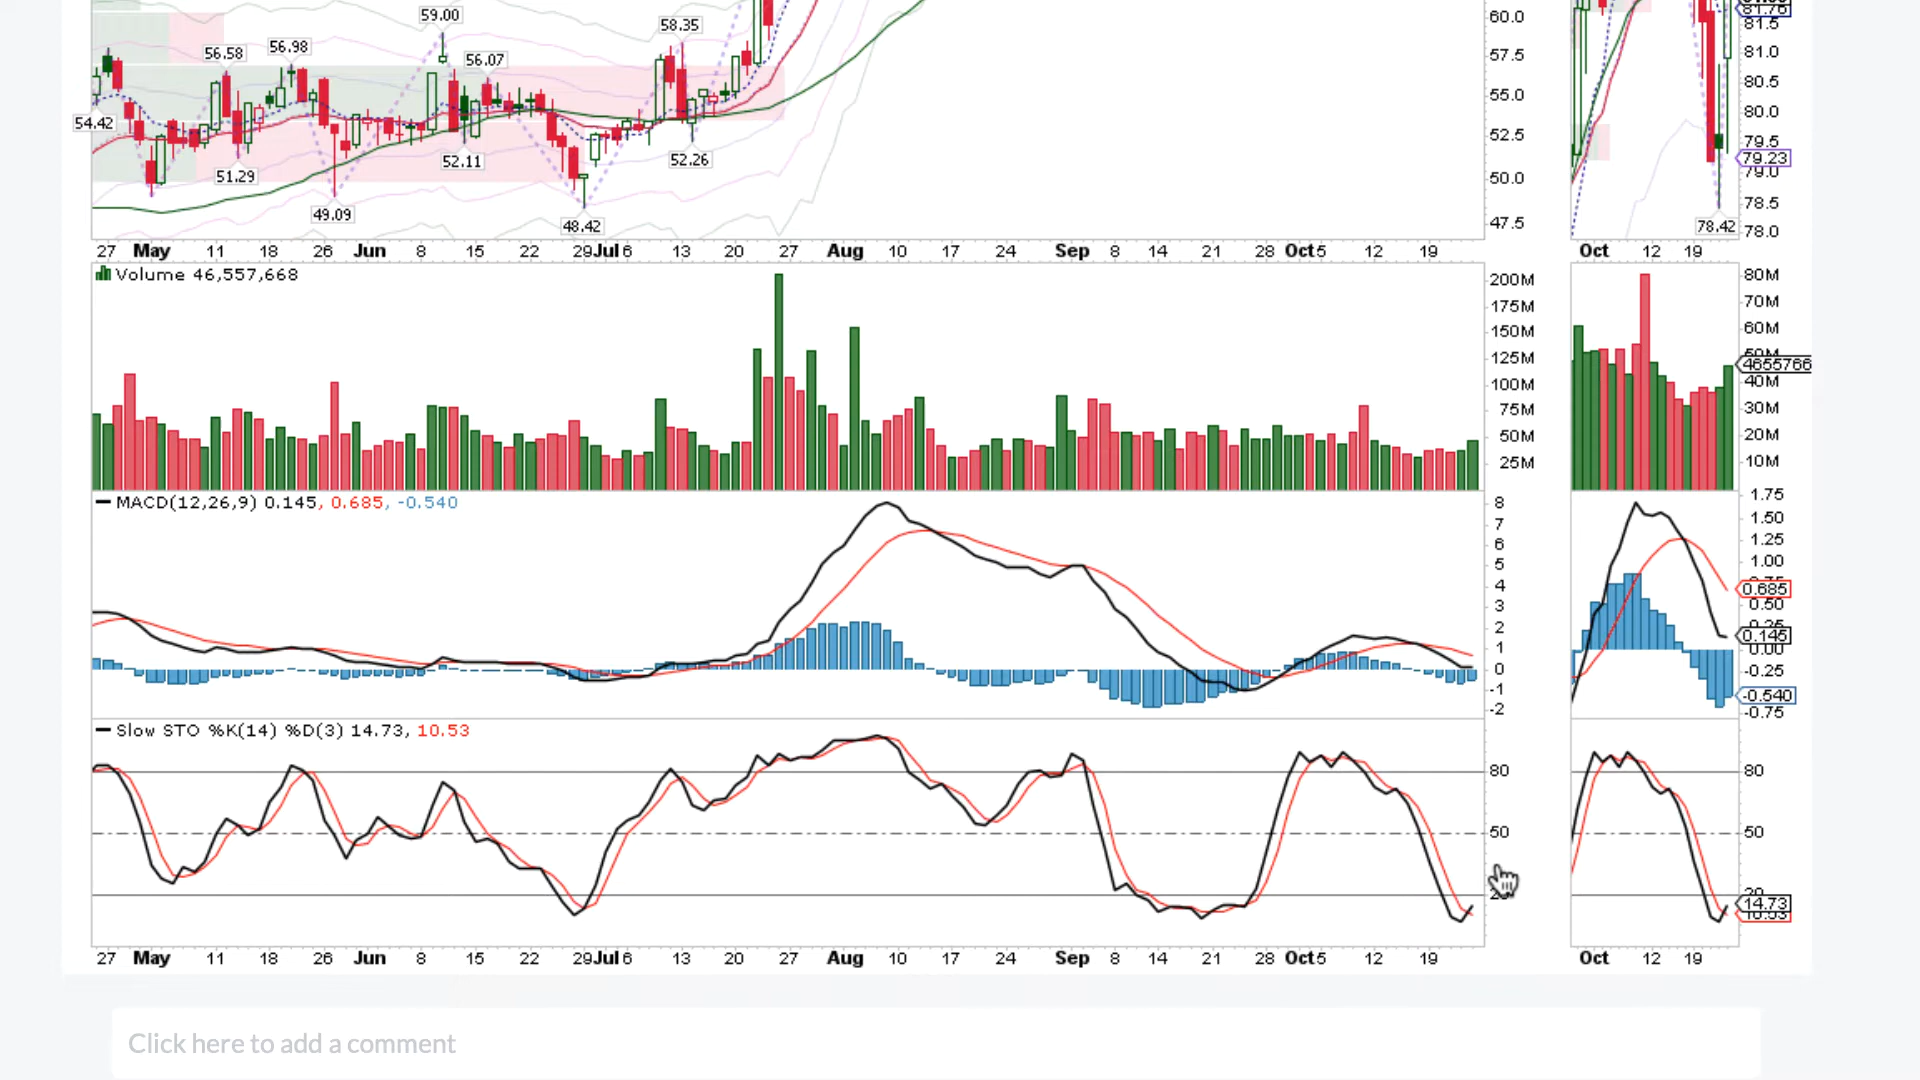 59.00
58.35
56.58
56.98
56.07
54.42
51.29
49.09
52.11
48.42
52.26
60.0
57.5
55.0
52.5
50.0
47.5
81.5
81.0
80.5
80.0
79.5
79.23
79.0
78.5
78.42
78.0
27 May 11 18 26 Jun 8 15 22 29 Jul 6 13 20 27 Aug 10 17 24 Sep 8 14 21 28 Oct 5 12 19
Oct 12 19
Volume 46,557,668
200M
175M
150M
125M
100M
75M
50M
25M
80M
70M
60M
50M
4655766
40M
30M
20M
10M
MACD(12,26,9) 0.145, 0.685, -0.540
8
7
6
5
4
3
2
1
0
-1
-2
1.75
1.50
1.25
1.00
0.685
0.50
0.145
0.00
-0.25
-0.540
-0.75
Slow STO %K(14) %D(3) 14.73, 10.53
80
50
80
50
20
14.73
10.53
27 May 11 18 26 Jun 8 15 22 29 Jul 6 13 20 27 Aug 10 17 24 Sep 8 14 21 28 Oct 5 12 19
Oct 12 19
Click here to add a comment